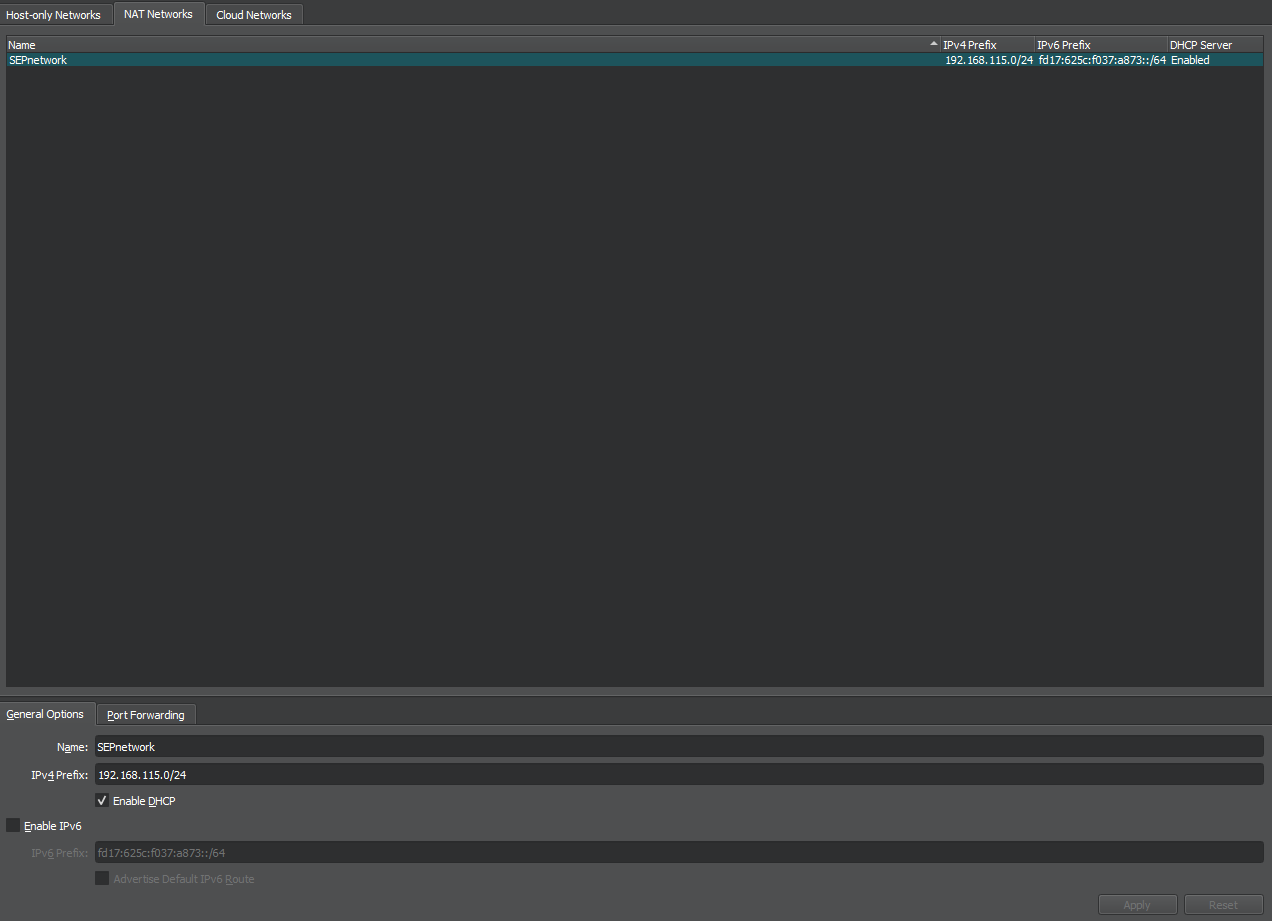 Host-only Networks NAT Networks Cloud Networks
Name IPv4 Prefix IPv6 Prefix DHCP Server
SEPnetwork 192.168.115.0/24 fd17:625c:f037:a873::/64 Enabled
General Options Port Forwarding
Name: SEPnetwork
IPv4 Prefix: 192.168.115.0/24
Enable DHCP
Enable IPv6
IPv6 Prefix: fd17:625c:f037:a873::/64
Advertise Default IPv6 Route
Apply Reset